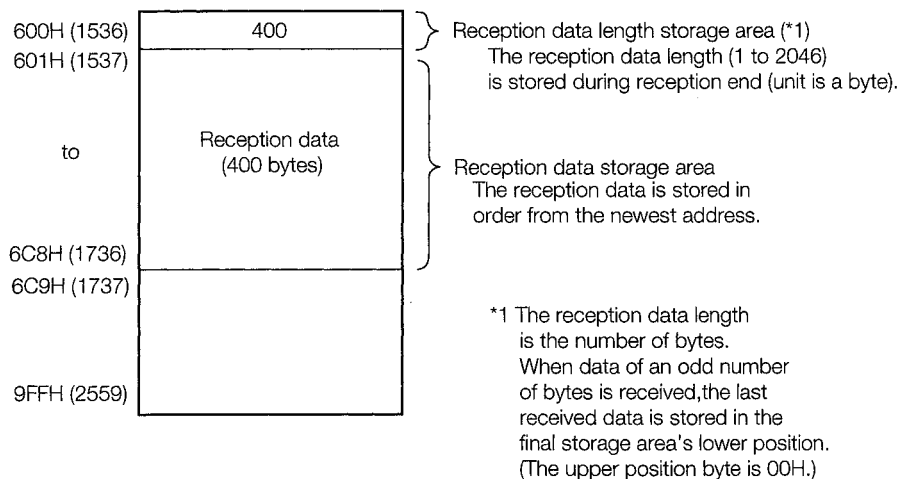 600H (1536)
400
Reception data length storage area (*1)
The reception data length (1 to 2046)
is stored during reception end (unit is a byte).
601H (1537)
to
Reception data
(400 bytes)
Reception data storage area
The reception data is stored in
order from the newest address.
6C8H (1736)
6C9H (1737)
9FFH (2559)
*1 The reception data length
is the number of bytes.
When data of an odd number
of bytes is received,the last
received data is stored in the
final storage area's lower position.
(The upper position byte is 00H.)